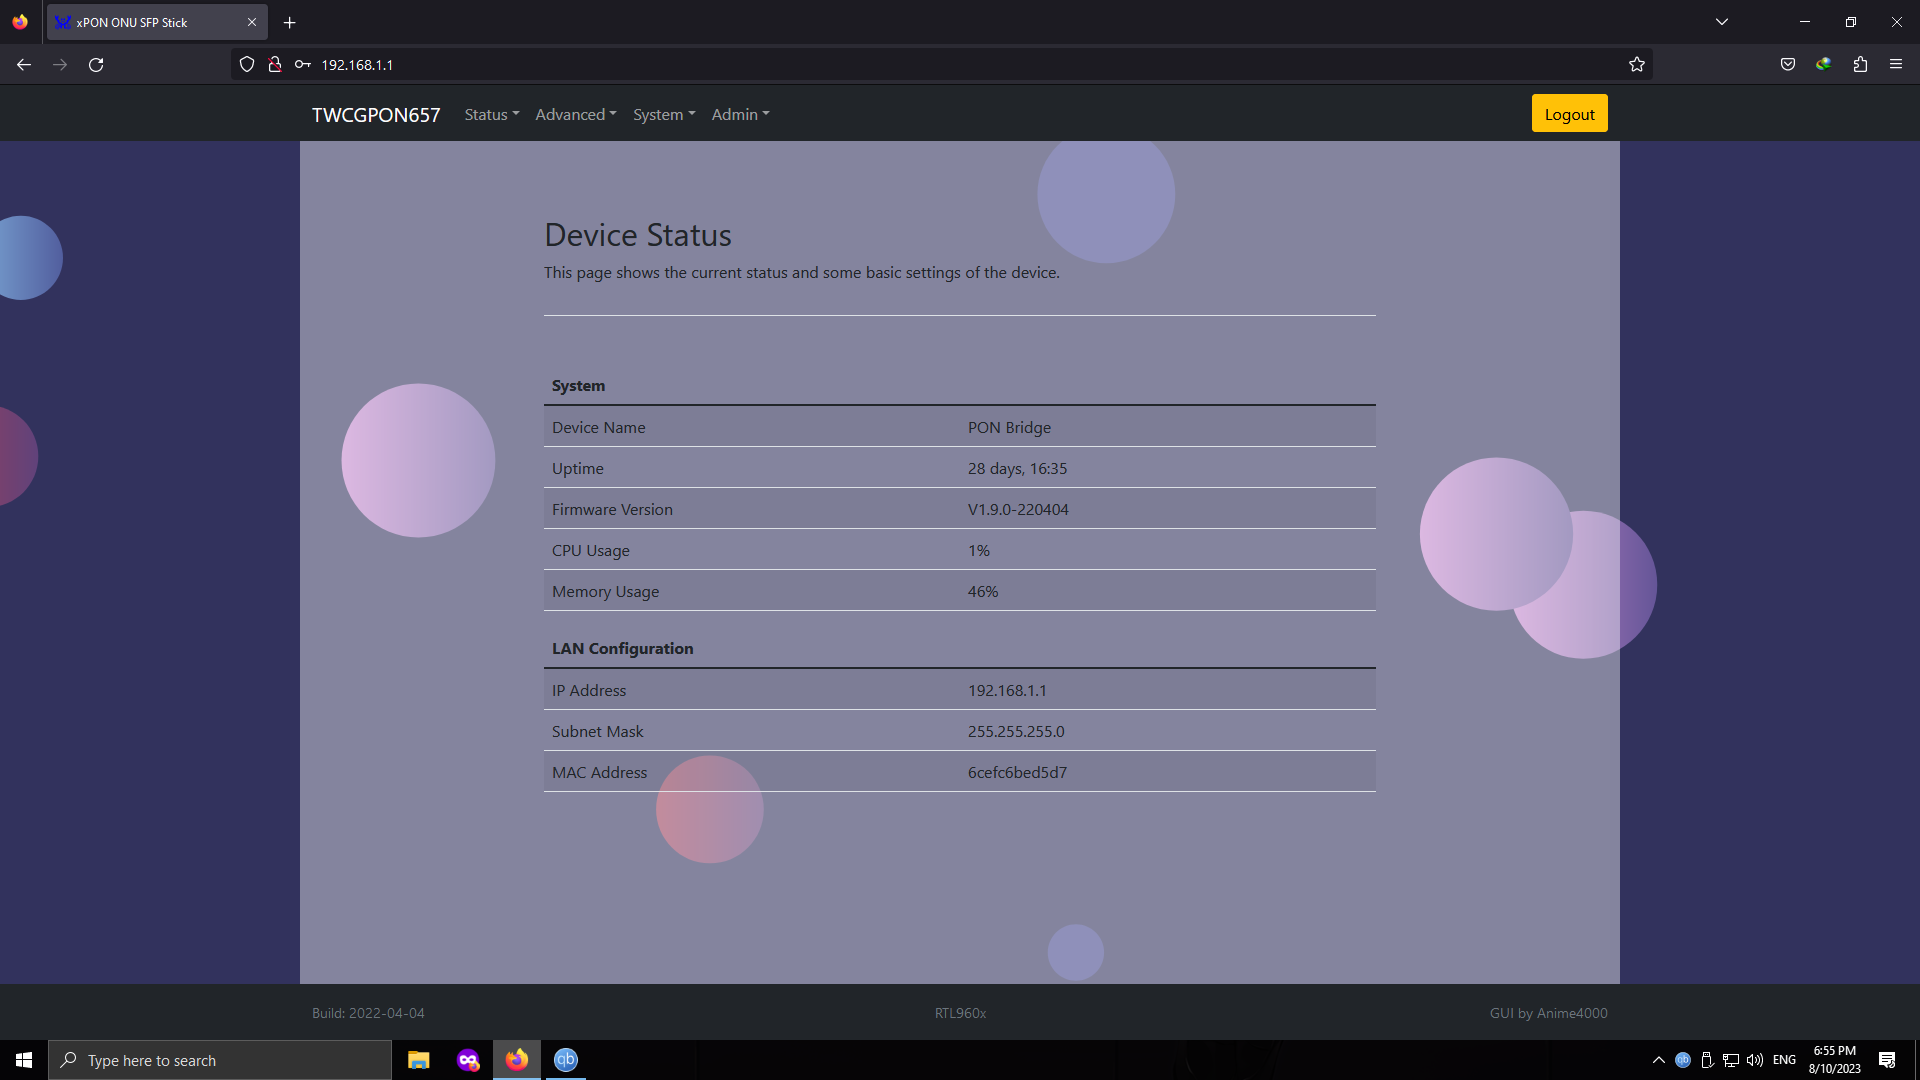 xPON ONU SFP Stick
192.168.1.1
TWCGPON657 Status Advanced System Admin Logout
Device Status
This page shows the current status and some basic settings of the device.
System
Device Name PON Bridge
Uptime 28 days, 16:35
Firmware Version V1.9.0-220404
CPU Usage 1%
Memory Usage 46%
LAN Configuration
IP Address 192.168.1.1
Subnet Mask 255.255.255.0
MAC Address 6cefc6bed5d7
Build: 2022-04-04 RTL960x GUI by Anime4000
Type here to search
qb
ENG
6:55 PM
8/10/2023